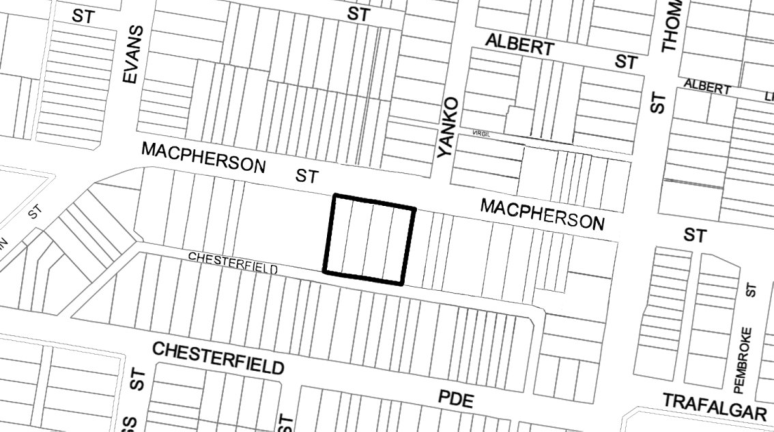 ST
ST
EVANS
ALBERT ST
THOM
ALBERT
ST
YANKO
MACPHERSON ST
MACPHERSON
ST
ST
CHESTERFIELD
ST
PEMBROKE
CHESTERFIELD
PDE
ST
ST
TRAFALGAR